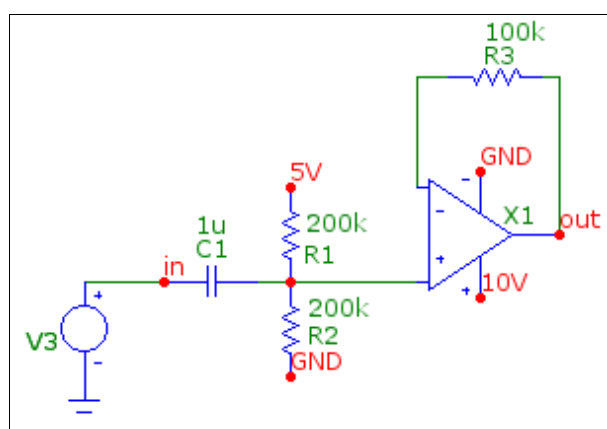 100k
R3
GND
-
5V
X1
-
out
200k
1u
R1
C1
+
in
10V
+
+
200k
V3
R2
-
GND